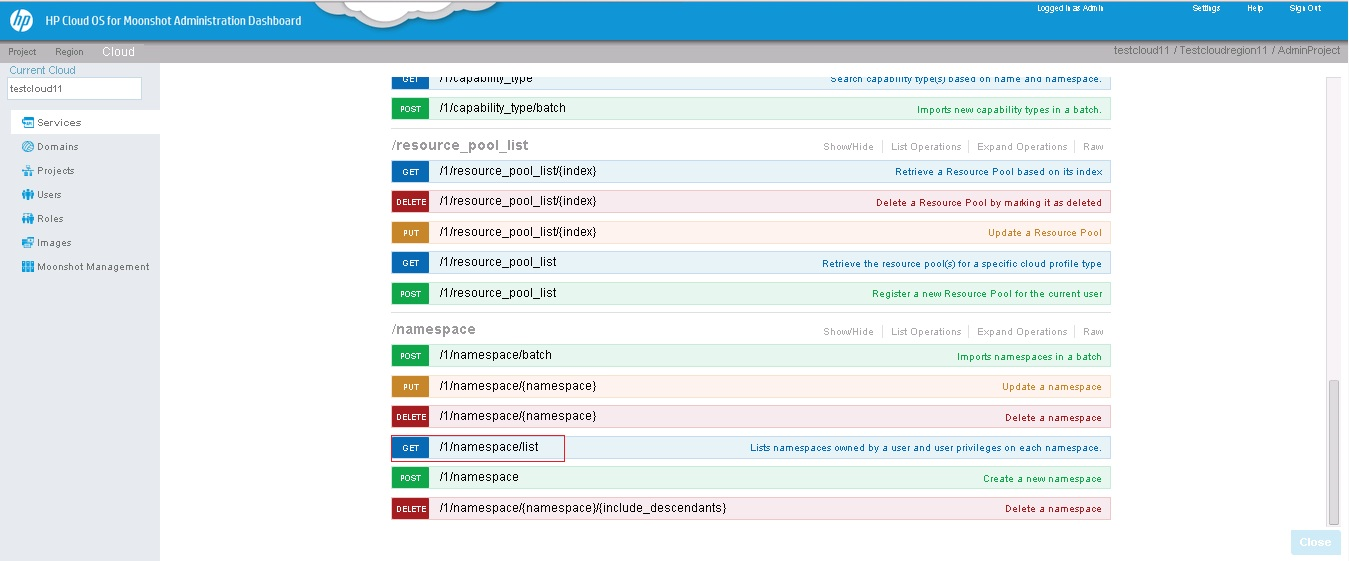 hp HP Cloud OS for Moonshot Administration Dashboard Logged in as Admin Settings Help Sign Out
Project Region Cloud testcloud11 / Testcloudregion11 / AdminProject
Current Cloud
testcloud11
Services
Domains
Projects
Users
Roles
Images
Moonshot Management
GET /1/capability_type Search capability type(s) based on name and namespace.
POST /1/capability_type/batch Imports new capability types in a batch.
/resource_pool_list Show/Hide List Operations Expand Operations Raw
GET /1/resource_pool_list/{index} Retrieve a Resource Pool based on its index
DELETE /1/resource_pool_list/{index} Delete a Resource Pool by marking it as deleted
PUT /1/resource_pool_list/{index} Update a Resource Pool
GET /1/resource_pool_list Retrieve the resource pool(s) for a specific cloud profile type
POST /1/resource_pool_list Register a new Resource Pool for the current user
/namespace Show/Hide List Operations Expand Operations Raw
POST /1/namespace/batch Imports namespaces in a batch
PUT /1/namespace/{namespace} Update a namespace
DELETE /1/namespace/{namespace} Delete a namespace
GET /1/namespace/list Lists namespaces owned by a user and user privileges on each namespace.
POST /1/namespace Create a new namespace
DELETE /1/namespace/{namespace}/{include_descendants} Delete a namespace
Close